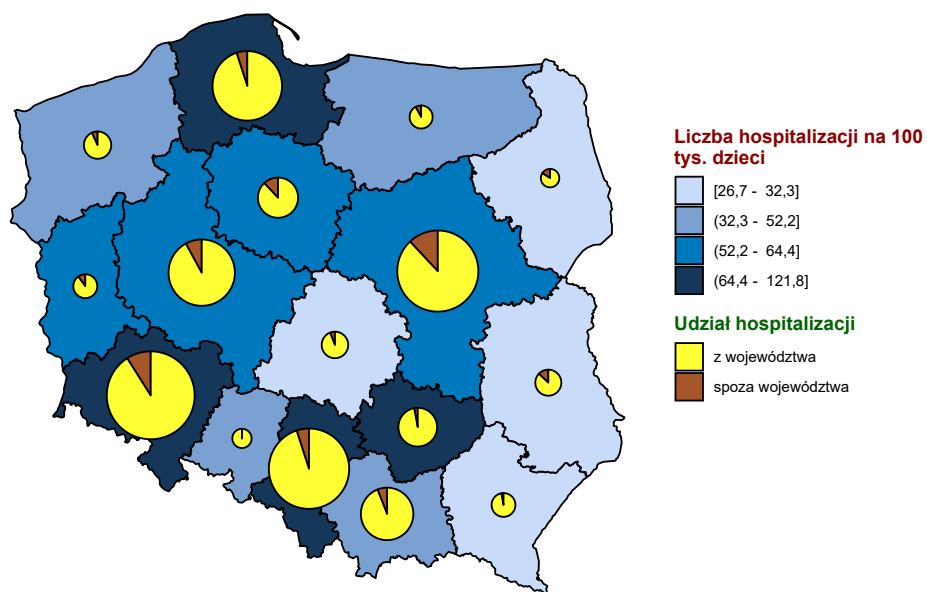 Liczba hospitalizacji na 100
tys. dzieci
[26,7 - 32,3]
(32,3 - 52,2]
(52,2 - 64,4]
(64,4 - 121,8]
Udział hospitalizacji
z województwa
spoza województwa